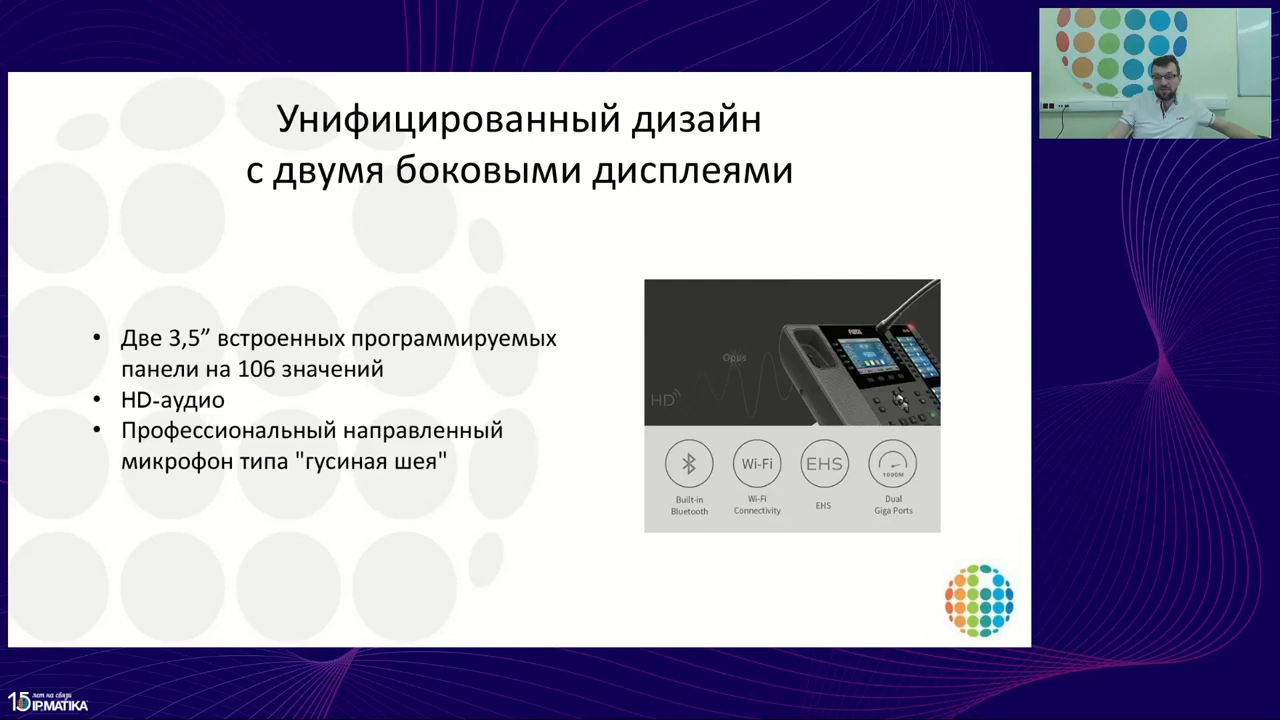 Унифицированный дизайн
с двумя боковыми дисплеями
• Две 3,5” встроенных программируемых
панели на 106 значений
• HD-аудио
• Профессиональный направленный
микрофон типа "гусиная шея"
Opus
HD
Wi-Fi
EHS
1000M
Built-in
Bluetooth
Wi-Fi
Connectivity
EHS
Dual
Giga Ports
15 лет на связи
IPMATIKA